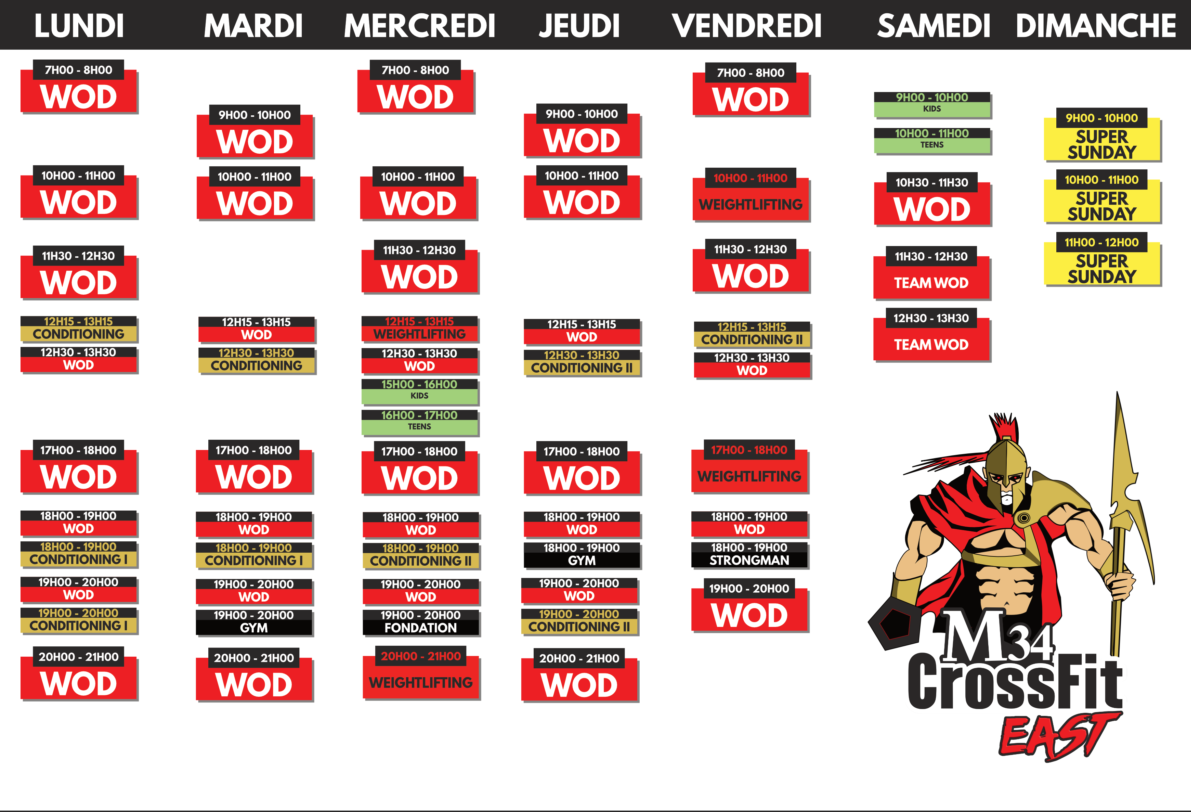 LUNDI
7H00 - 8H00
WOD
10H00 - 11H00
WOD
11H30 - 12H30
WOD
12H15 - 13H15
CONDITIONING
12H30 - 13H30
WOD
17H00 - 18H00
WOD
18H00 - 19H00
WOD
18H00 - 19H00
CONDITIONING I
19H00 - 20H00
WOD
19H00 - 20H00
CONDITIONING I
20H00 - 21H00
WOD
MARDI
9H00 - 10H00
WOD
10H00 - 11H00
WOD
12H15 - 13H15
WOD
12H30 - 13H30
CONDITIONING
17H00 - 18H00
WOD
18H00 - 19H00
WOD
18H00 - 19H00
CONDITIONING I
19H00 - 20H00
WOD
19H00 - 20H00
GYM
20H00 - 21H00
WOD
MERCREDI
7H00 - 8H00
WOD
10H00 - 11H00
WOD
11H30 - 12H30
WOD
12H15 - 13H15
WEIGHTLIFTING
12H30 - 13H30
WOD
15H00 - 16H00
KIDS
16H00 - 17H00
TEENS
17H00 - 18H00
WOD
18H00 - 19H00
WOD
18H00 - 19H00
CONDITIONING II
19H00 - 20H00
WOD
19H00 - 20H00
FONDATION
20H00 - 21H00
WEIGHTLIFTING
JEUDI
9H00 - 10H00
WOD
10H00 - 11H00
WOD
12H15 - 13H15
WOD
12H30 - 13H30
CONDITIONING II
17H00 - 18H00
WOD
18H00 - 19H00
WOD
18H00 - 19H00
GYM
19H00 - 20H00
WOD
19H00 - 20H00
CONDITIONING II
20H00 - 21H00
WOD
VENDREDI
7H00 - 8H00
WOD
10H00 - 11H00
WEIGHTLIFTING
11H30 - 12H30
WOD
12H15 - 13H15
CONDITIONING II
12H30 - 13H30
WOD
17H00 - 18H00
WEIGHTLIFTING
18H00 - 19H00
WOD
18H00 - 19H00
STRONGMAN
19H00 - 20H00
WOD
SAMEDI
9H00 - 10H00
KIDS
10H00 - 11H00
TEENS
10H30 - 11H30
WOD
11H30 - 12H30
TEAM WOD
12H30 - 13H30
TEAM WOD
DIMANCHE
9H00 - 10H00
SUPER
SUNDAY
10H00 - 11H00
SUPER
SUNDAY
11H00 - 12H00
SUPER
SUNDAY
M34
CrossFit
EAST